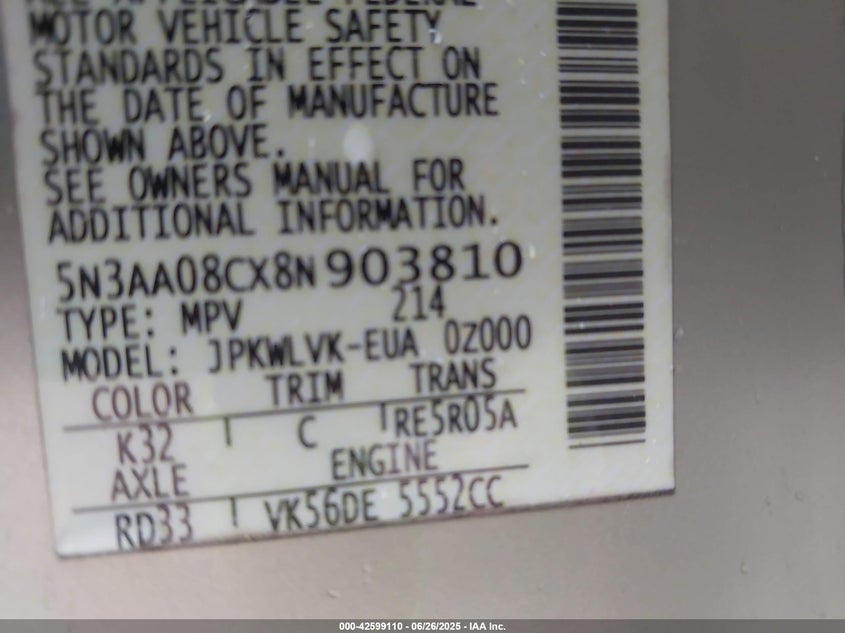 MOTOR VEHICLE SAFETY
STANDARDS IN EFFECT ON
THE DATE OF MANUFACTURE
SHOWN ABOVE.
SEE OWNERS MANUAL FOR
ADDITIONAL INFORMATION.
5N3AA08CX8N903810
TYPE: MPV 214
MODEL: JPKWLVK-EUA 0Z000
COLOR TRIM TRANS
K32 C RE5R05A
AXLE ENGINE
RD33 VK56DE 5552CC
000-42599110 - 06/26/2025 - IAA Inc.